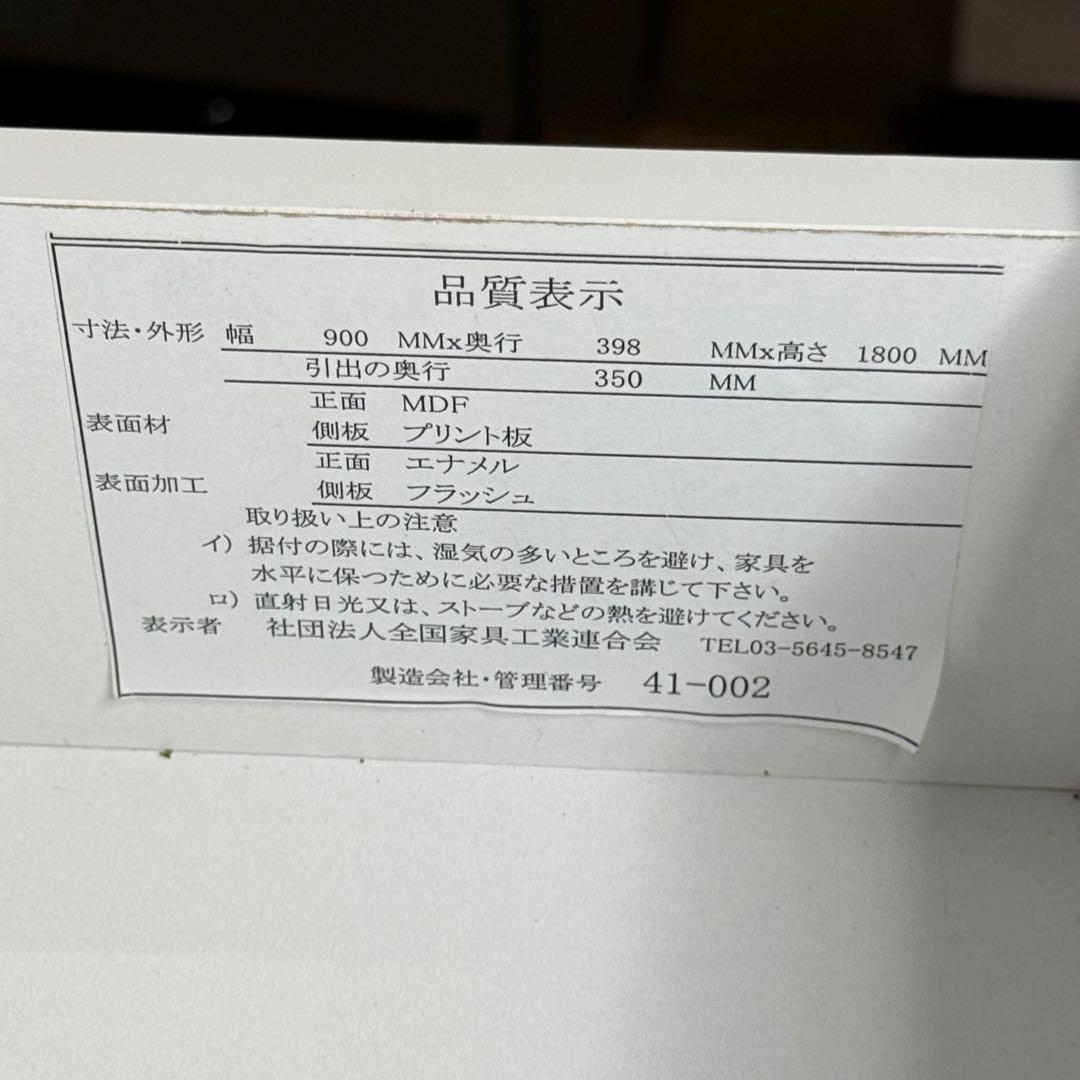 品質表示
寸法・外形 幅 900 MMx奥行 398 MMx高さ 1800 MM
引出の奥行 350 MM
正面 MDF
表面材
側板 プリント板
正面 エナメル
表面加工
側板 フラッシュ
取り扱い上の注意
イ) 据付の際には、湿気の多いところを避け、家具を
水平に保つために必要な措置を講じて下さい。
ロ) 直射日光又は、ストーブなどの熱を避けてください。
表示者 社団法人全国家具工業連合会 TEL03-5645-8547
製造会社・管理番号 41-002